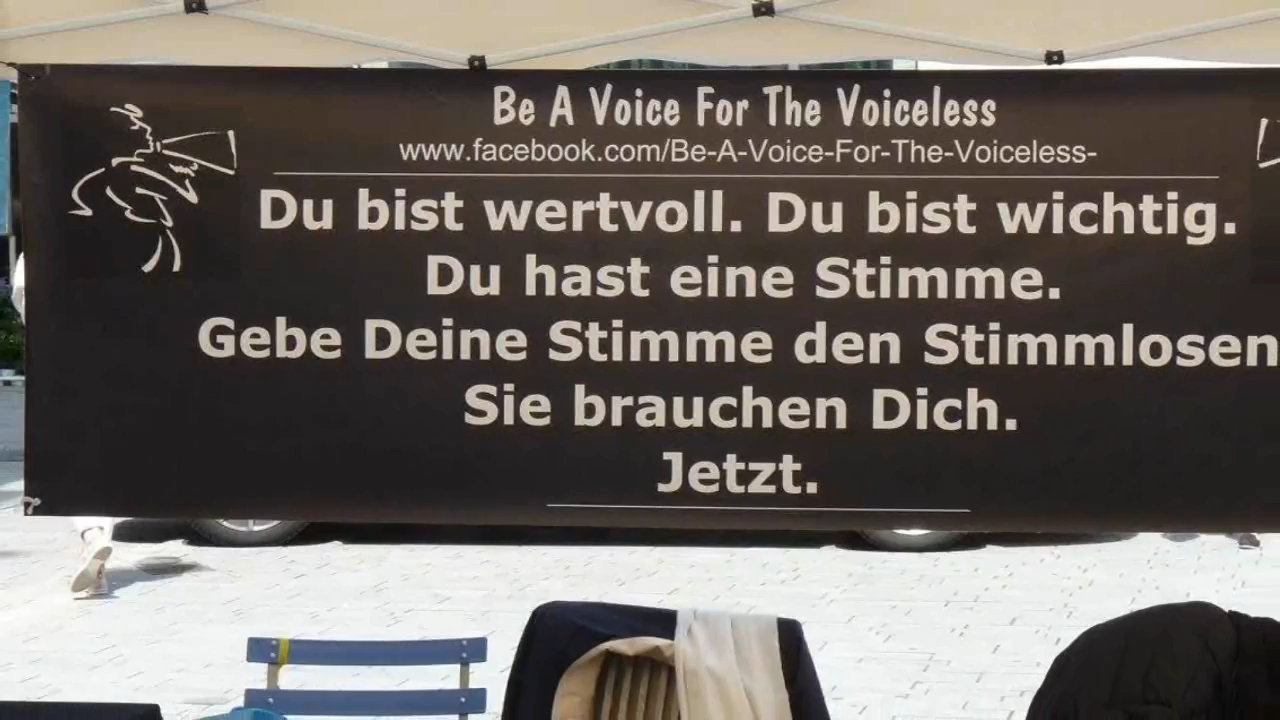 Be A Voice For The Voiceless
www.facebook.com/Be-A-Voice-For-The-Voiceless-
Du bist wertvoll. Du bist wichtig.
Du hast eine Stimme.
Gebe Deine Stimme den Stimmlosen
Sie brauchen Dich.
Jetzt.